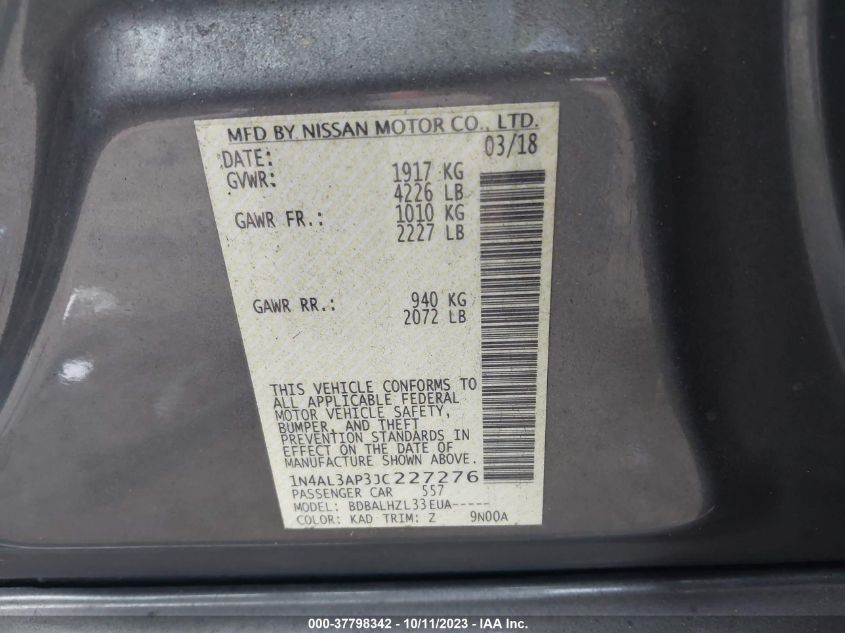 MFD BY NISSAN MOTOR CO., LTD.
DATE: 03/18
GVWR: 1917 KG
4226 LB
GAWR FR.: 1010 KG
2227 LB
GAWR RR.: 940 KG
2072 LB
THIS VEHICLE CONFORMS TO
ALL APPLICABLE FEDERAL
MOTOR VEHICLE SAFETY,
BUMPER, AND THEFT
PREVENTION STANDARDS IN
EFFECT ON THE DATE OF
MANUFACTURE SHOWN ABOVE.
1N4AL3AP3JC227276
PASSENGER CAR 557
MODEL: BDBALHZL33EUA-----
COLOR: KAD TRIM: Z 9N00A
000-37798342 - 10/11/2023 - IAA Inc.